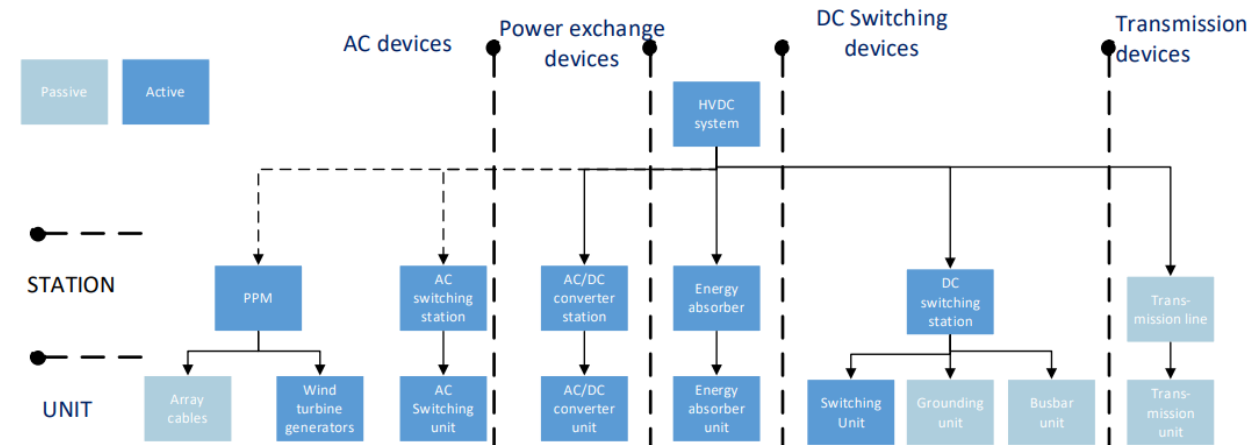 AC devices
Power exchange
devices
DC Switching
devices
Transmission
devices
Passive
Active
HVDC
system
STATION
PPM
AC
switching
station
AC/DC
converter
station
Energy
absorber
DC
switching
station
Trans-
mission line
UNIT
Array
cables
Wind
turbine
generators
AC
Switching
unit
AC/DC
converter
unit
Energy
absorber
unit
Switching
Unit
Grounding
unit
Busbar
unit
Trans-
mission
unit